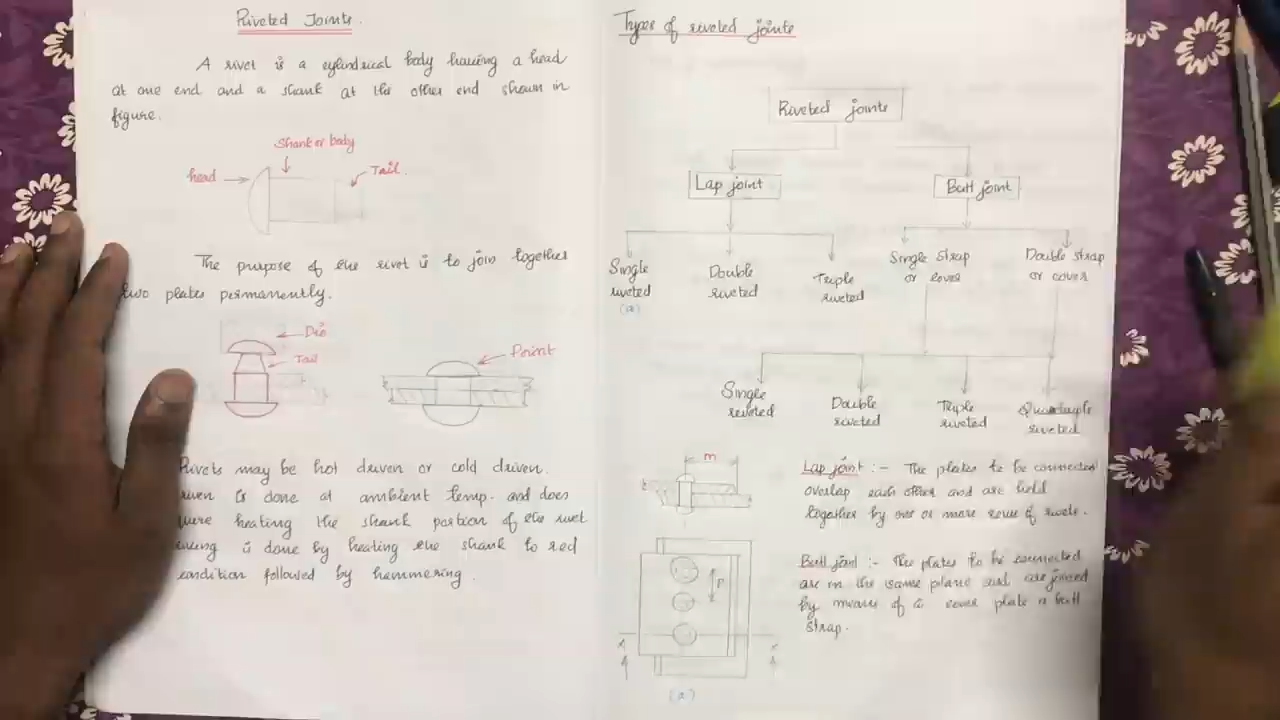 Riveted Joints.
A rivet is a cylindrical body having a head
at one end and a shank at the other end shown in
figure.
Shank or body
head
Tail.
The purpose of the rivet is to join together
two plates permanently.
Die
Tail
Point
Rivets may be hot driven or cold driven.
is done at ambient temp. and does
heating the shank portion of the rivet
is done by heating the shank to red
condition followed by hammering.
Types of riveted joints
Riveted joints
Lap joint
Butt joint
Single
riveted
(a)
Double
riveted
Triple
riveted
Single strap
or cover
Double strap
or cover
Single
riveted
Double
riveted
Triple
riveted
Quadruple
riveted
m
P
X
X
(a)
Lap joint :- The plates to be connected
overlap each other and are held
together by one or more rows of rivets.
Butt joint :- The plates to be connected
are in the same plane and are joined
by means of a cover plate or butt
strap.